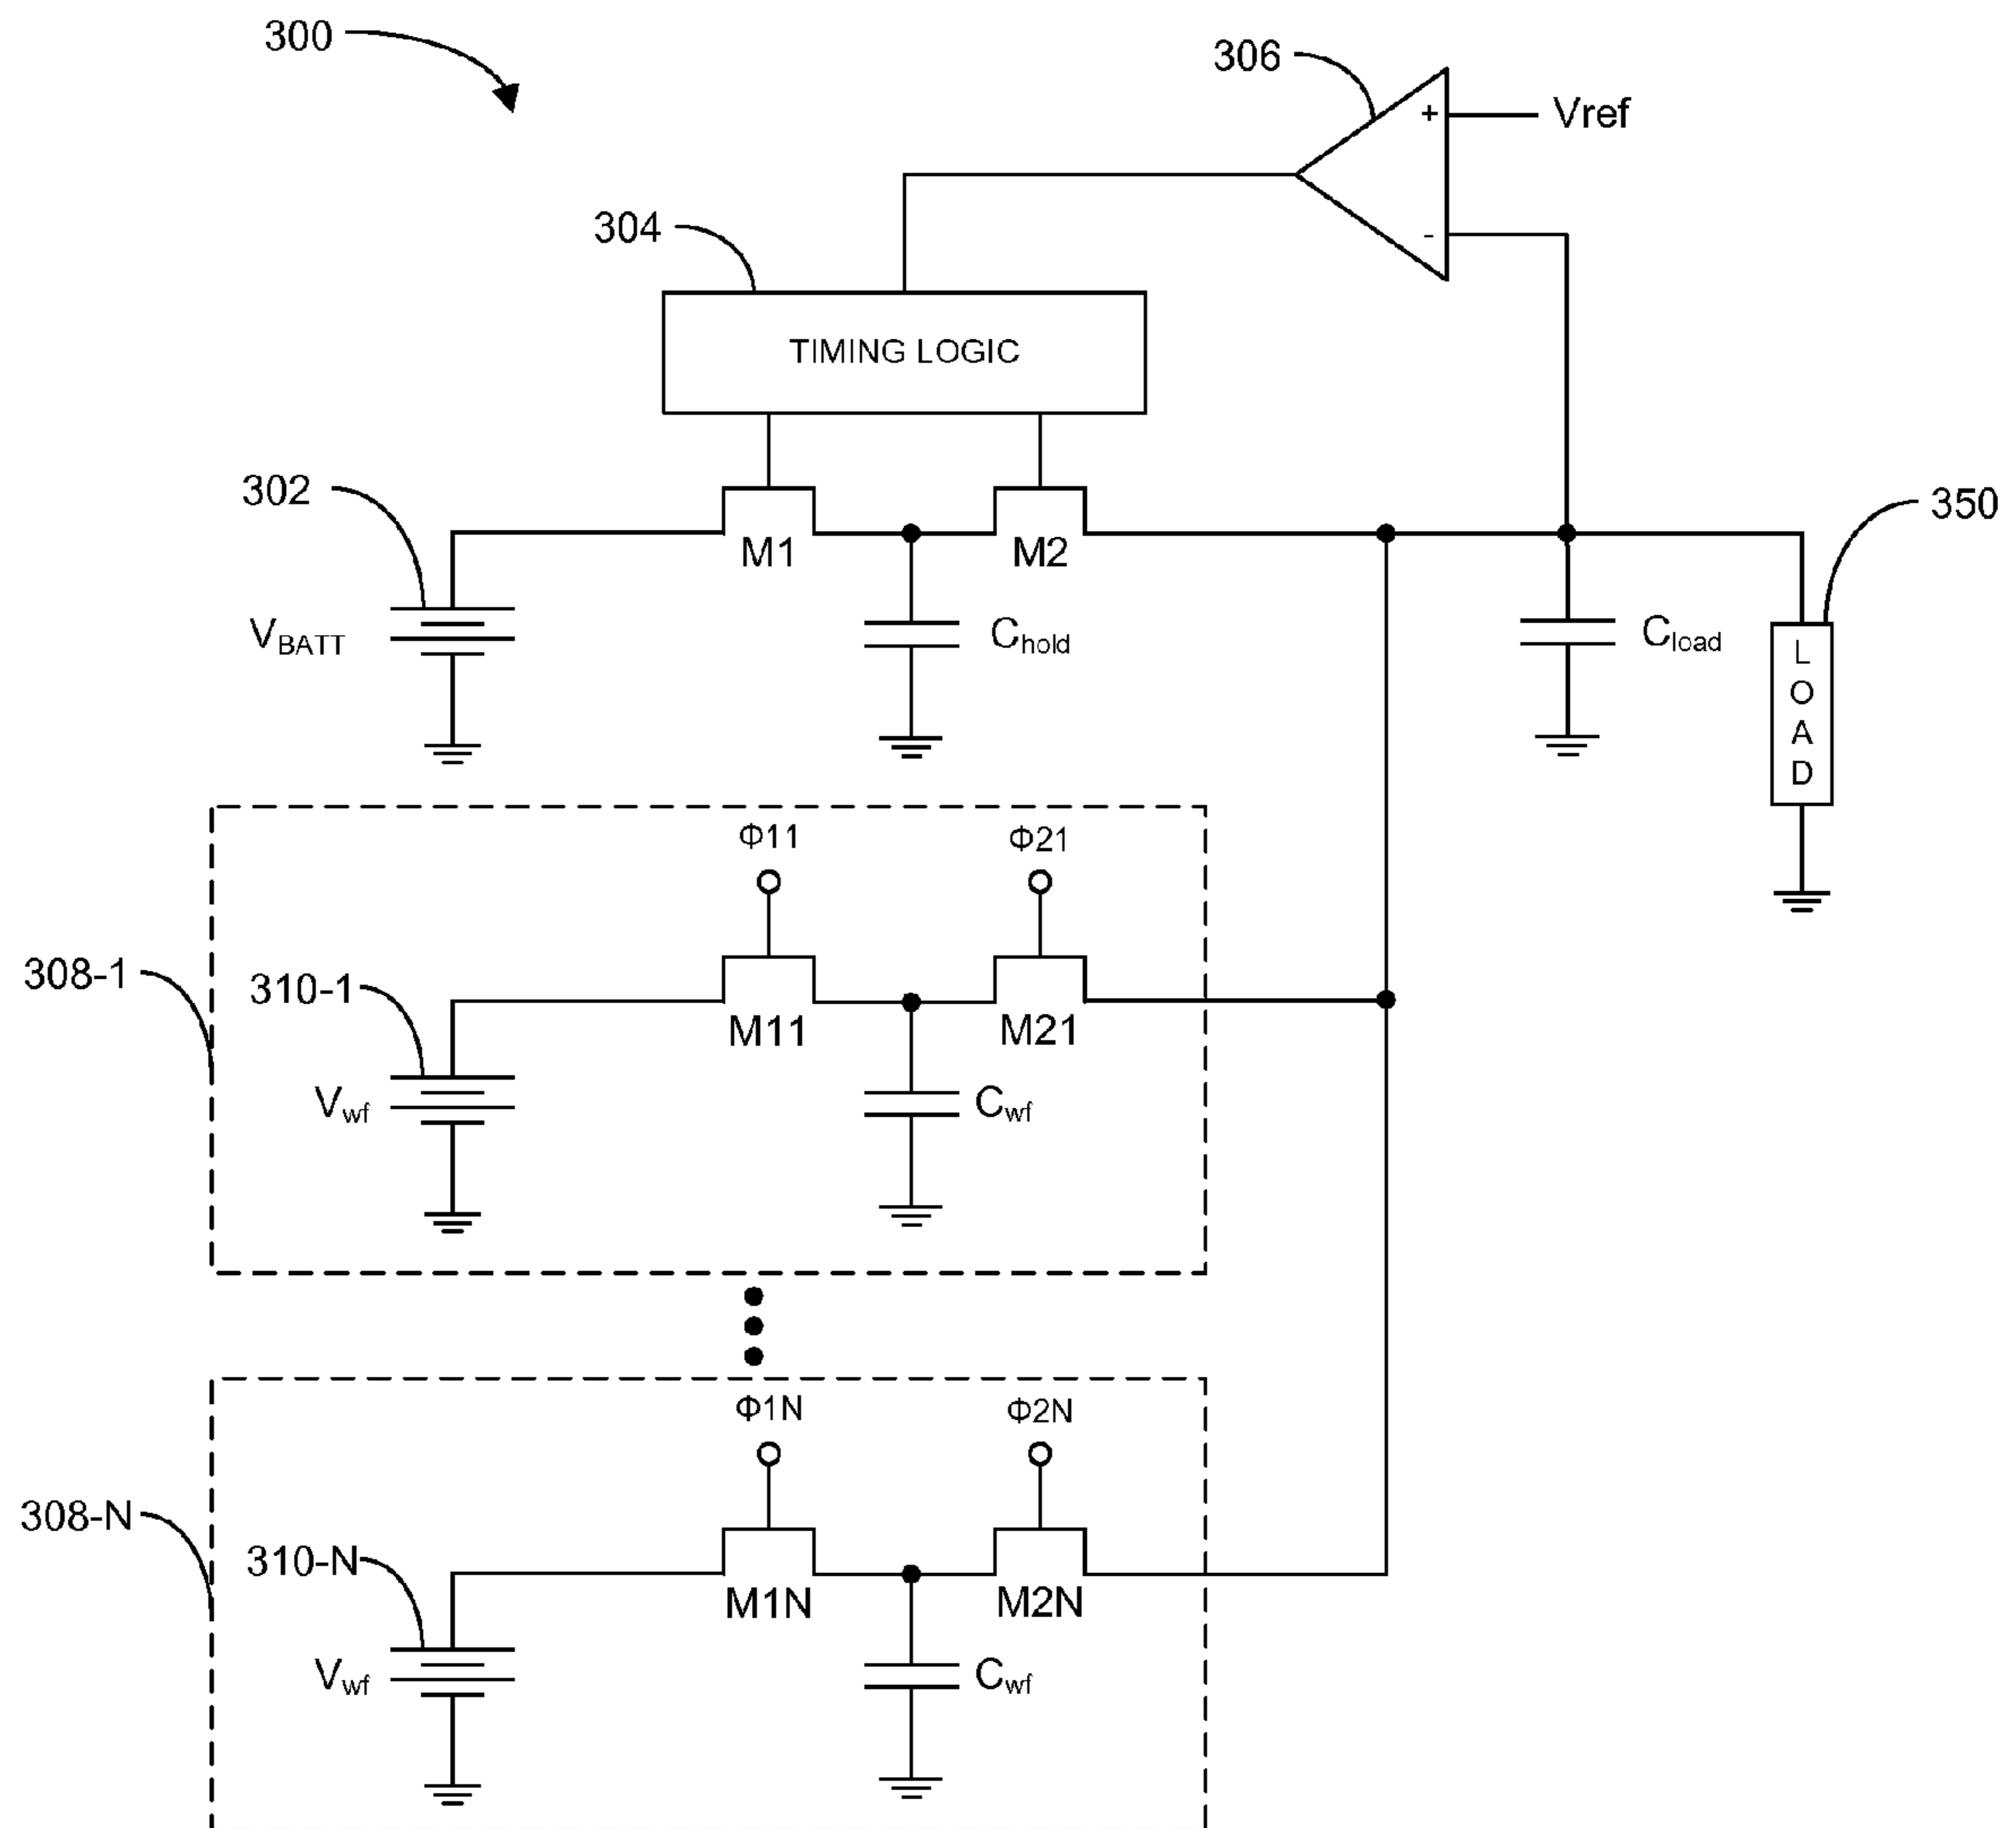 300
306
+
Vref
-
304
TIMING LOGIC
302
M1
M2
350
VBATT
Chold
Cload
L
O
A
D
Φ11
Φ21
308-1
310-1
M11
M21
Vwf
Cwf
Φ1N
Φ2N
308-N
310-N
M1N
M2N
Vwf
Cwf